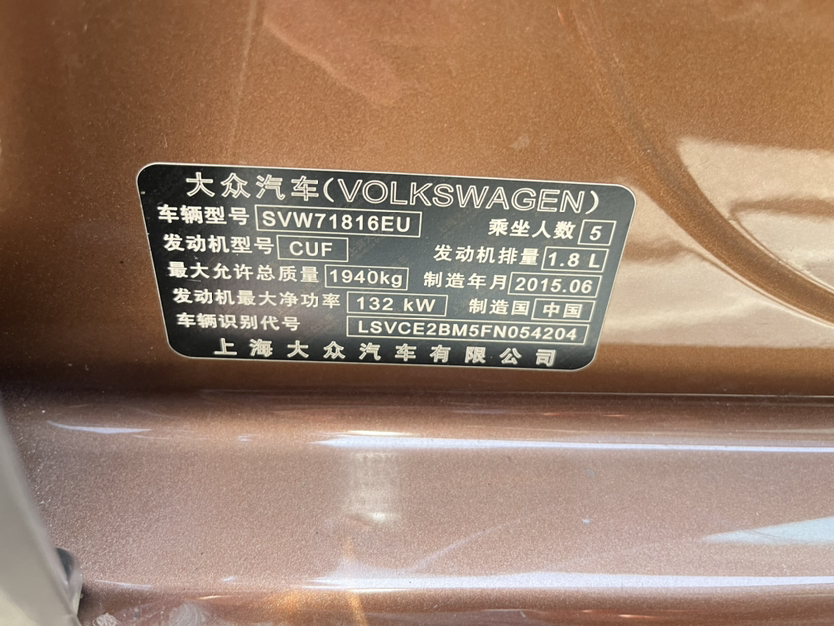 大众汽车(VOLKSWAGEN)
车辆型号 SVW71816EU 乘坐人数 5
发动机型号 CUF 发动机排量 1.8 L
最大允许总质量 1940kg 制造年月 2015.06
发动机最大净功率 132 kW 制造国 中国
车辆识别代号 LSVCE2BM5FN054204
上海大众汽车有限公司